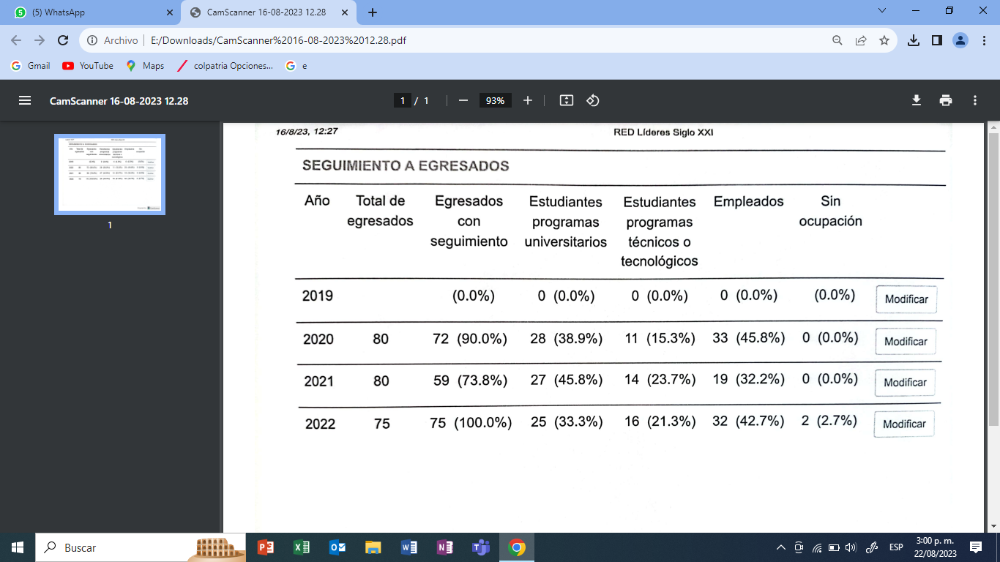 (5) WhatsApp
CamScanner 16-08-2023 12.28
Archivo E:/Downloads/CamScanner%2016-08-2023%2012.28.pdf
Gmail YouTube Maps colpatria Opciones... e
CamScanner 16-08-2023 12.28 1 / 1 93%
16/8/23, 12:27 RED Líderes Siglo XXI
SEGUIMIENTO A EGRESADOS
Año Total de Egresados Estudiantes Estudiantes Empleados Sin
egresados con programas programas ocupación
seguimiento universitarios técnicos o
tecnológicos
2019 (0.0%) 0 (0.0%) 0 (0.0%) 0 (0.0%) (0.0%) Modificar
2020 80 72 (90.0%) 28 (38.9%) 11 (15.3%) 33 (45.8%) 0 (0.0%) Modificar
2021 80 59 (73.8%) 27 (45.8%) 14 (23.7%) 19 (32.2%) 0 (0.0%) Modificar
2022 75 75 (100.0%) 25 (33.3%) 16 (21.3%) 32 (42.7%) 2 (2.7%) Modificar
1
Buscar
ESP
3:00 p. m.
22/08/2023